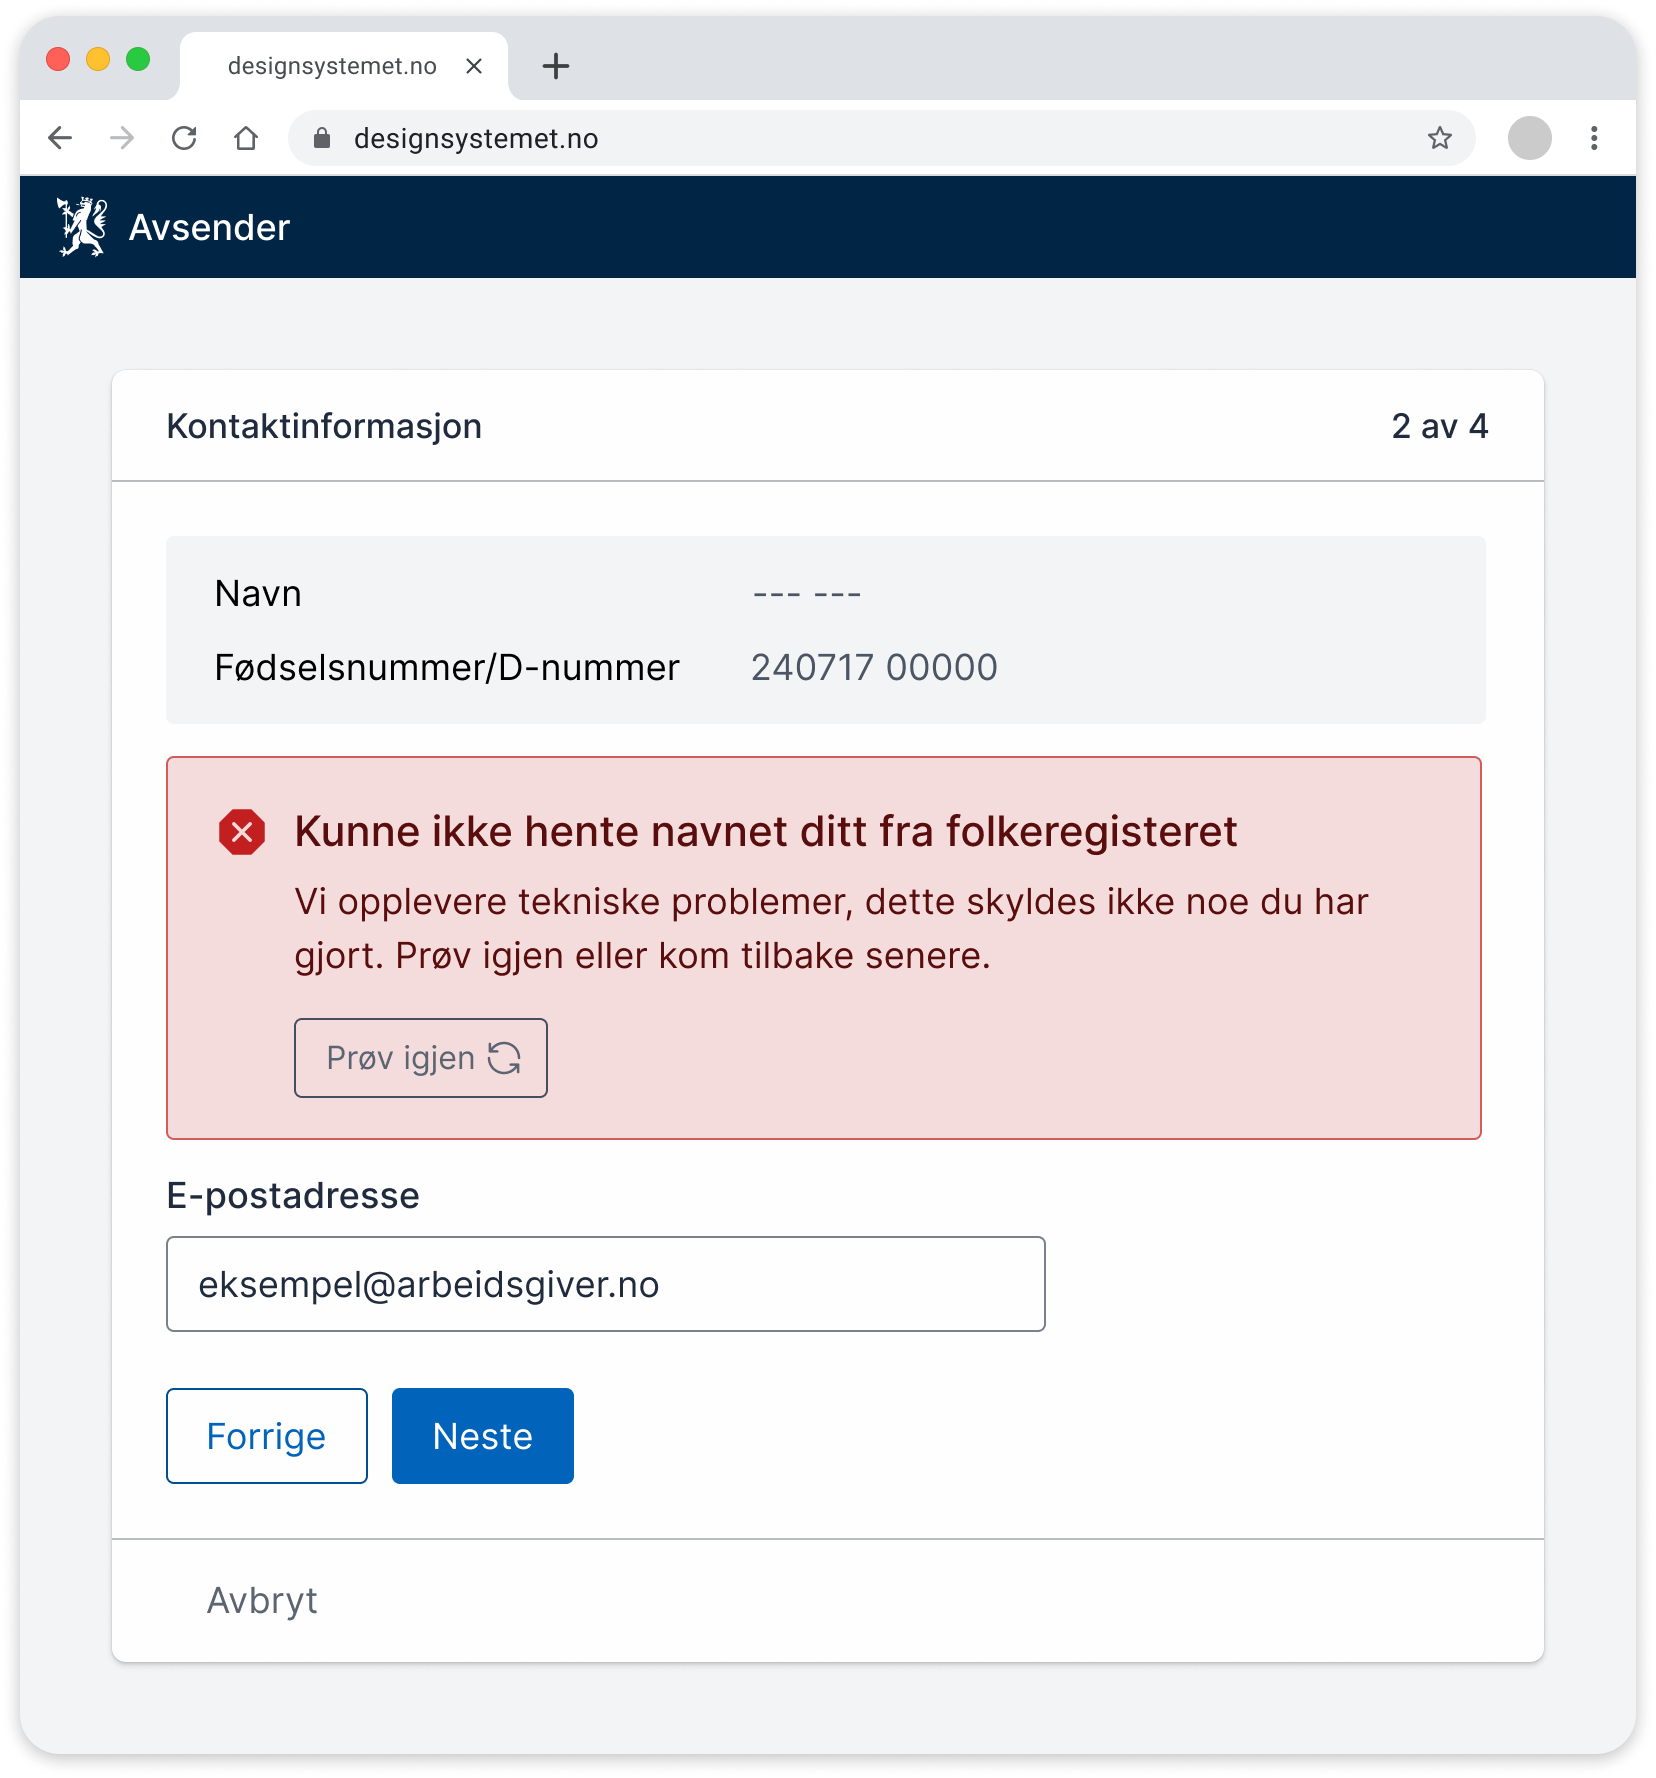 designsystemet.no
designsystemet.no
Avsender
Kontaktinformasjon 2 av 4
Navn --- ---
Fødselsnummer/D-nummer 240717 00000
Kunne ikke hente navnet ditt fra folkeregisteret
Vi opplevere tekniske problemer, dette skyldes ikke noe du har
gjort. Prøv igjen eller kom tilbake senere.
Prøv igjen
E-postadresse
eksempel@arbeidsgiver.no
Forrige Neste
Avbryt